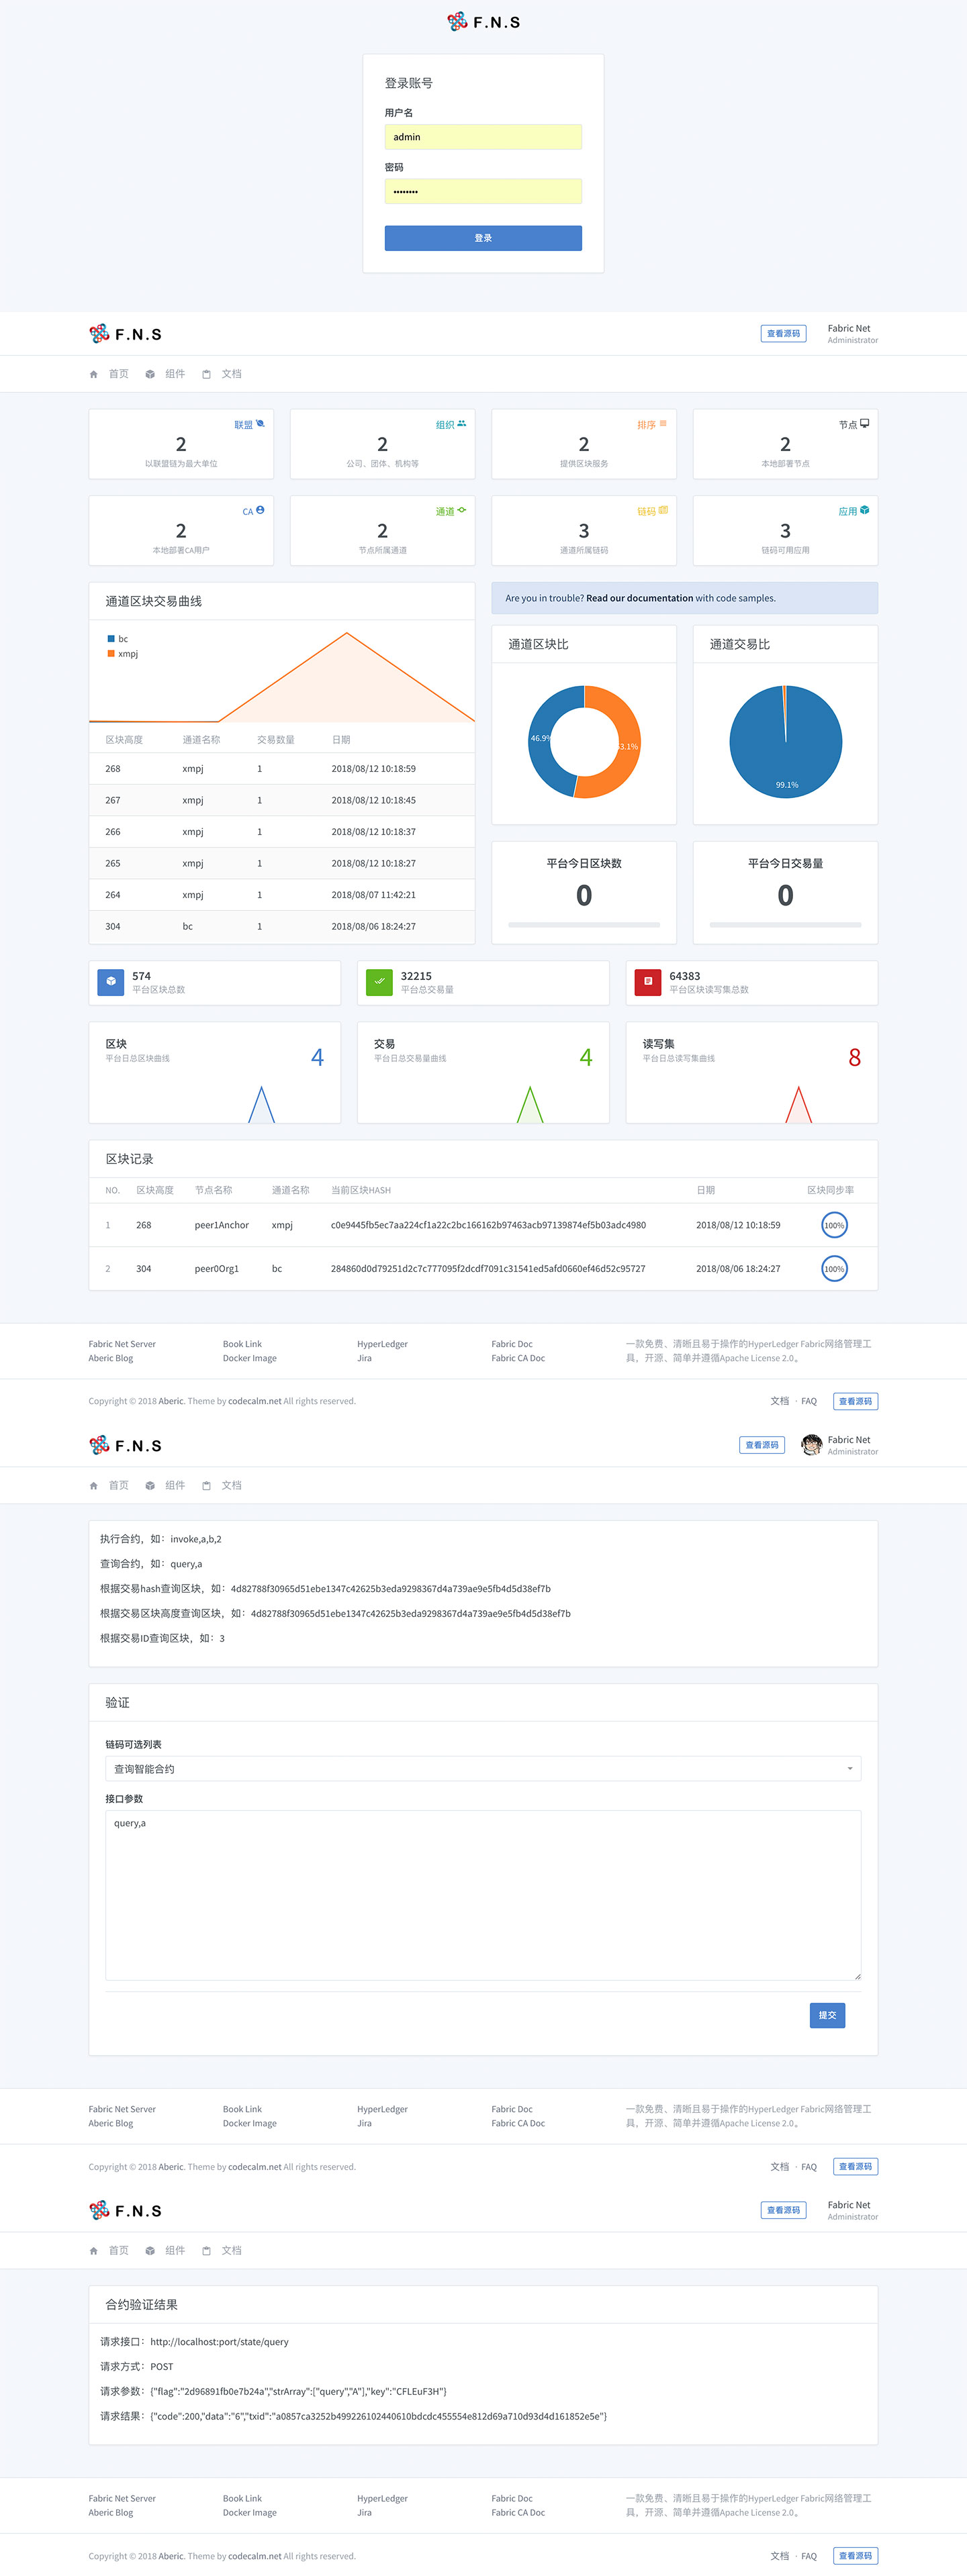 F.N.S
登录账号
用户名
admin
密码
••••••••
登录
F.N.S
查看源码
Fabric Net
Administrator
首页 组件 文档
联盟
2
以联盟链为最大单位
组织
2
公司、团体、机构等
排序
2
提供区块服务
节点
2
本地部署节点
CA
2
本地部署CA用户
通道
2
节点所属通道
链码
3
通道所属链码
应用
3
链码可用应用
通道区块交易曲线
bc
xmpj
区块高度 通道名称 交易数量 日期
268 xmpj 1 2018/08/12 10:18:59
267 xmpj 1 2018/08/12 10:18:45
266 xmpj 1 2018/08/12 10:18:37
265 xmpj 1 2018/08/12 10:18:27
264 xmpj 1 2018/08/07 11:42:21
304 bc 1 2018/08/06 18:24:27
Are you in trouble? Read our documentation with code samples.
通道区块比
46.9%
53.1%
通道交易比
99.1%
平台今日区块数
0
平台今日交易量
0
574
平台区块总数
32215
平台总交易量
64383
平台区块读写集总数
区块
平台日总区块曲线
4
交易
平台日总交易量曲线
4
读写集
平台日总读写集曲线
8
区块记录
NO. 区块高度 节点名称 通道名称 当前区块HASH 日期 区块同步率
1 268 peer1Anchor xmpj c0e9445fb5ec7aa224cf1a22c2bc166162b97463acb97139874ef5b03adc4980 2018/08/12 10:18:59 100%
2 304 peer0Org1 bc 284860d0d79251d2c7c777095f2dcdf7091c31541ed5afd0660ef46d52c95727 2018/08/06 18:24:27 100%
Fabric Net Server Book Link HyperLedger Fabric Doc 一款免费、清晰且易于操作的HyperLedger Fabric网络管理工
Aberic Blog Docker Image Jira Fabric CA Doc 具，开源、简单并遵循Apache License 2.0。
Copyright © 2018 Aberic. Theme by codecalm.net All rights reserved. 文档 · FAQ 查看源码
F.N.S
查看源码
Fabric Net
Administrator
首页 组件 文档
执行合约，如：invoke,a,b,2
查询合约，如：query,a
根据交易hash查询区块，如：4d82788f30965d51ebe1347c42625b3eda9298367d4a739ae9e5fb4d5d38ef7b
根据交易区块高度查询区块，如：4d82788f30965d51ebe1347c42625b3eda9298367d4a739ae9e5fb4d5d38ef7b
根据交易ID查询区块，如：3
验证
链码可选列表
查询智能合约
接口参数
query,a
提交
Fabric Net Server Book Link HyperLedger Fabric Doc 一款免费、清晰且易于操作的HyperLedger Fabric网络管理工
Aberic Blog Docker Image Jira Fabric CA Doc 具，开源、简单并遵循Apache License 2.0。
Copyright © 2018 Aberic. Theme by codecalm.net All rights reserved. 文档 · FAQ 查看源码
F.N.S
查看源码
Fabric Net
Administrator
首页 组件 文档
合约验证结果
请求接口：http://localhost:port/state/query
请求方式：POST
请求参数：{"flag":"2d96891fb0e7b24a","strArray":["query","A"],"key":"CFLEuF3H"}
请求结果：{"code":200,"data":"6","txid":"a0857ca3252b499226102440610bdcdc455554e812d69a710d93d4d161852e5e"}
Fabric Net Server Book Link HyperLedger Fabric Doc 一款免费、清晰且易于操作的HyperLedger Fabric网络管理工
Aberic Blog Docker Image Jira Fabric CA Doc 具，开源、简单并遵循Apache License 2.0。
Copyright © 2018 Aberic. Theme by codecalm.net All rights reserved. 文档 · FAQ 查看源码